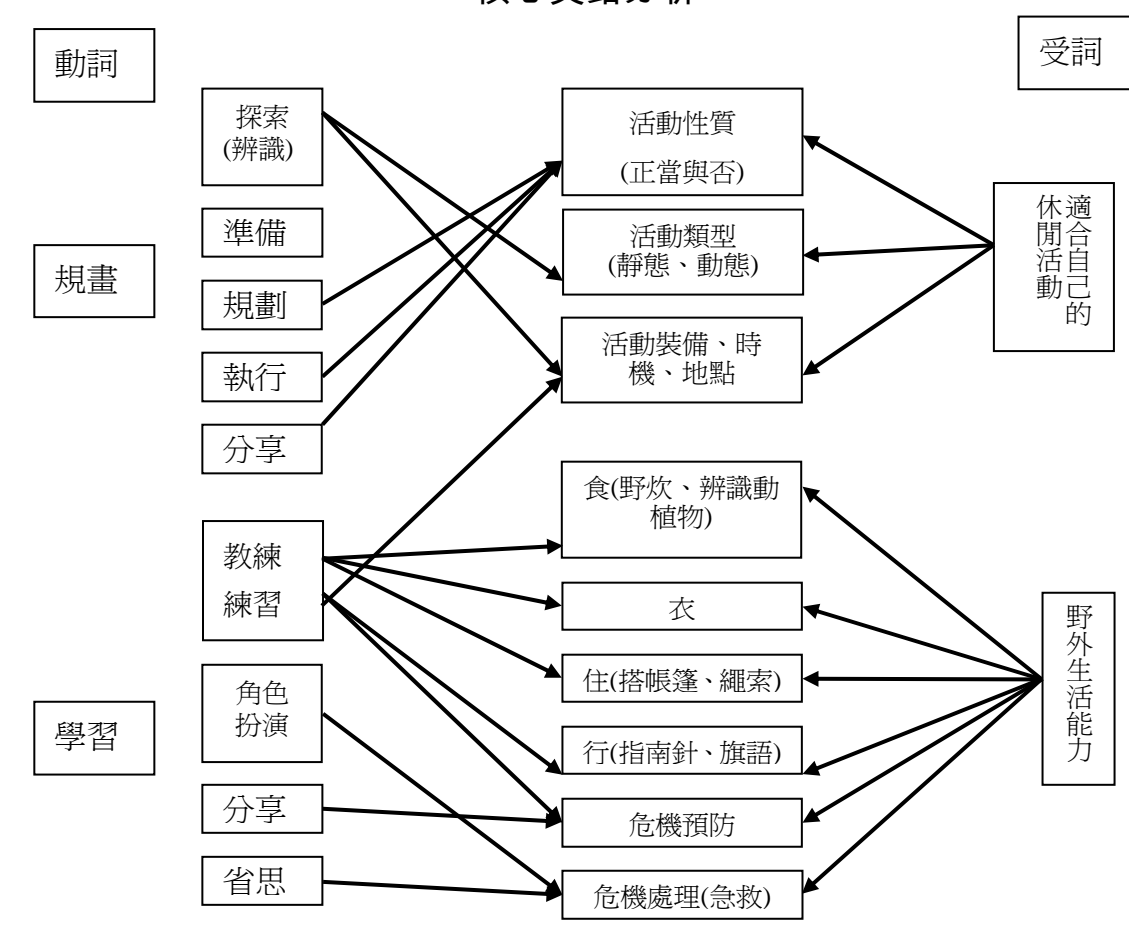 動詞
受詞
探索
(辨識)
準備
規畫
規劃
執行
分享
活動性質
(正當與否)
活動類型
(靜態、動態)
活動裝備、時
機、地點
適合自己的
休閒活動
教練
練習
學習
角色
扮演
分享
省思
食(野炊、辨識動
植物)
衣
住(搭帳篷、繩索)
行(指南針、旗語)
危機預防
危機處理(急救)
野外生活能力